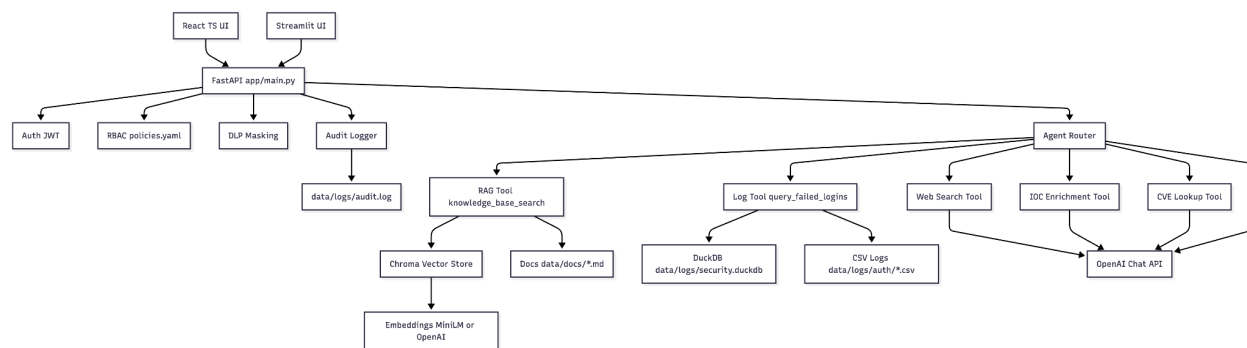 React TS UI
Streamlit UI
FastAPI app/main.py
Auth JWT
RBAC policies.yaml
DLP Masking
Audit Logger
Agent Router
data/logs/audit.log
RAG Tool
knowledge_base_search
Log Tool query_failed_logins
Web Search Tool
IOC Enrichment Tool
CVE Lookup Tool
Chroma Vector Store
Docs data/docs/*.md
DuckDB
data/logs/security.duckdb
CSV Logs
data/logs/auth/*.csv
OpenAI Chat API
Embeddings MiniLM or
OpenAI